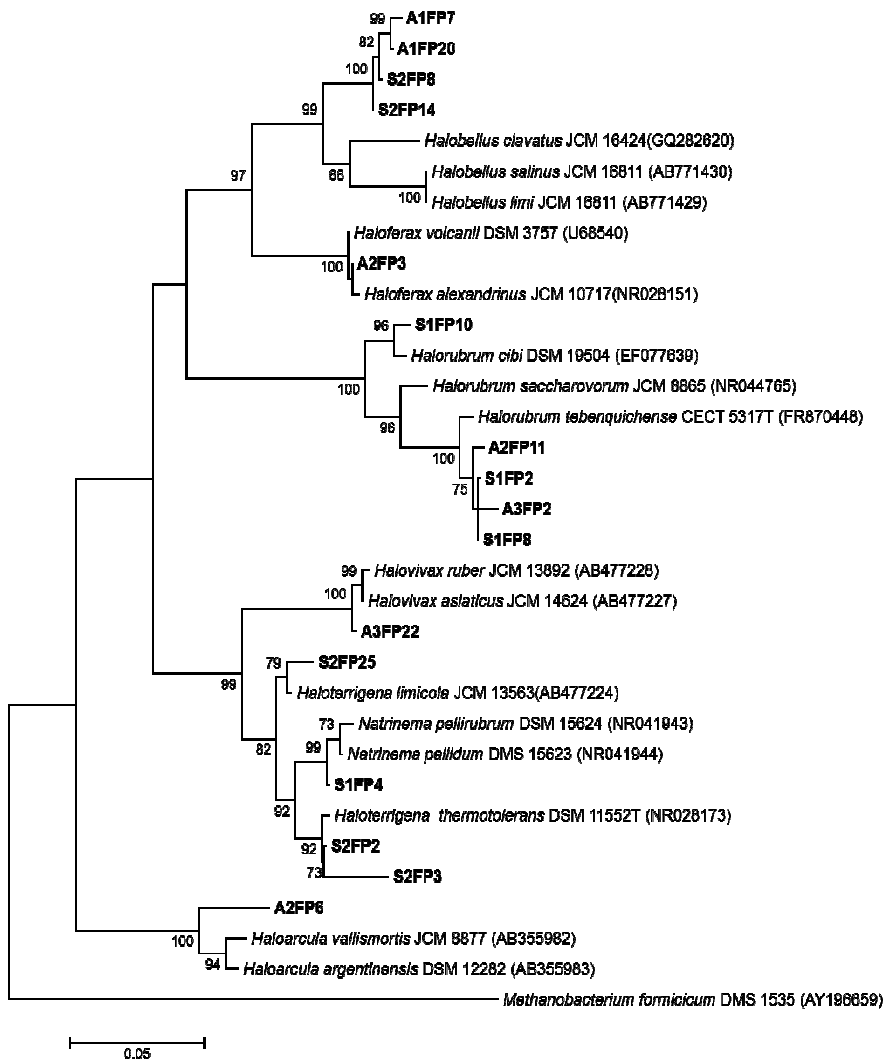 99 A1FP7
82 A1FP20
100 S2FP8
S2FP14
99
Halobellus clavatus JCM 16424(GQ282620)
97 Halobellus salinus JCM 16811 (AB771430)
66
100 Halobellus limi JCM 16811 (AB771429)
Haloferax volcanii DSM 3757 (U68540)
100 A2FP3
Haloferax alexandrinus JCM 10717(NR028151)
96 S1FP10
Halorubrum cibi DSM 19504 (EF077639)
100
Halorubrum saccharovorum JCM 8865 (NR044765)
96 Halorubrum tebenquichense CECT 5317T (FR870448)
100 A2FP11
75 S1FP2
A3FP2
S1FP8
99 Halovivax ruber JCM 13892 (AB477228)
100 Halovivax asiaticus JCM 14624 (AB477227)
A3FP22
79 S2FP25
99
Haloterrigena limicola JCM 13563(AB477224)
73 Natrinema pellirubrum DSM 15624 (NR041943)
82 99 Natrinema pallidum DMS 15623 (NR041944)
S1FP4
92 Haloterrigena thermotolerans DSM 11552T (NR028173)
92 S2FP2
73 S2FP3
A2FP6
100 Haloarcula vallismortis JCM 8877 (AB355982)
94 Haloarcula argentinensis DSM 12282 (AB355983)
Methanobacterium formicicum DMS 1535 (AY196659)
0.05